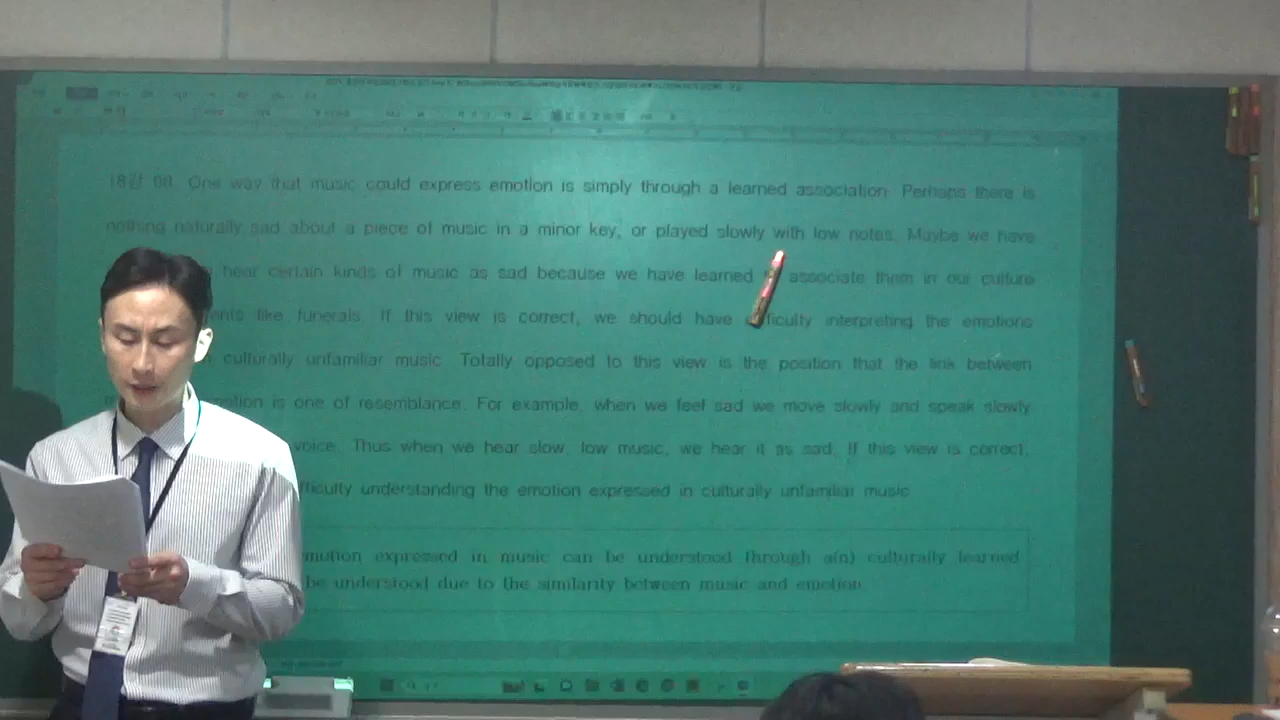 18강 08. One way that music could express emotion is simply through a learned association. Perhaps there is
nothing naturally sad about a piece of music in a minor key, or played slowly with low notes. Maybe we have
hear certain kinds of music as sad because we have learned associate them in our culture
like funerals. If this view is correct, we should have difficulty interpreting the emotions
culturally unfamiliar music. Totally opposed to this view is the position that the link between
emotion is one of resemblance. For example, when we feel sad we move slowly and speak slowly
voice. Thus when we hear slow, low music, we hear it as sad. If this view is correct,
difficulty understanding the emotion expressed in culturally unfamiliar music.
emotion expressed in music can be understood through a(n) culturally learned
be understood due to the similarity between music and emotion.